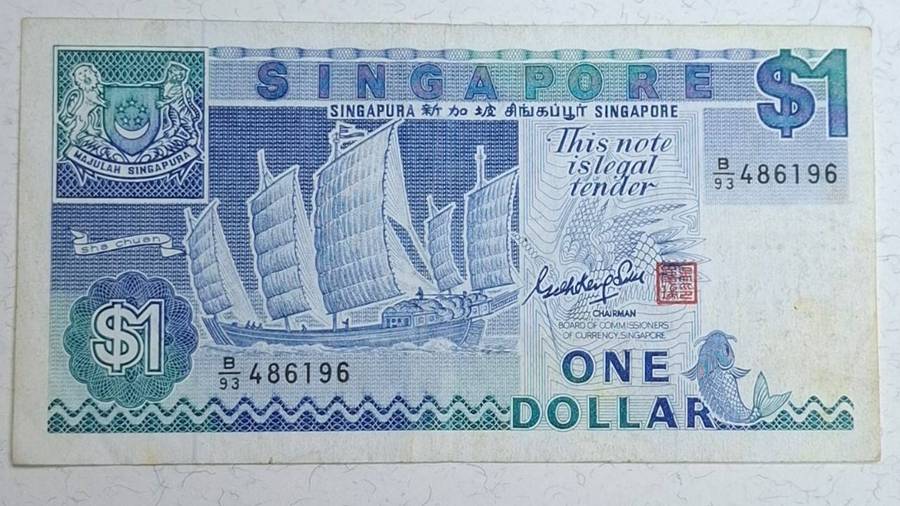 SINGAPORE
$1
SINGAPURA 新加坡 சிங்கப்பூர் SINGAPORE
MAJULAH SINGAPURA
This note
is legal
tender
B/93 486196
Sha Chuan
CHAIRMAN
BOARD OF COMMISSIONERS
OF CURRENCY, SINGAPORE
$1
B/93 486196
ONE
DOLLAR